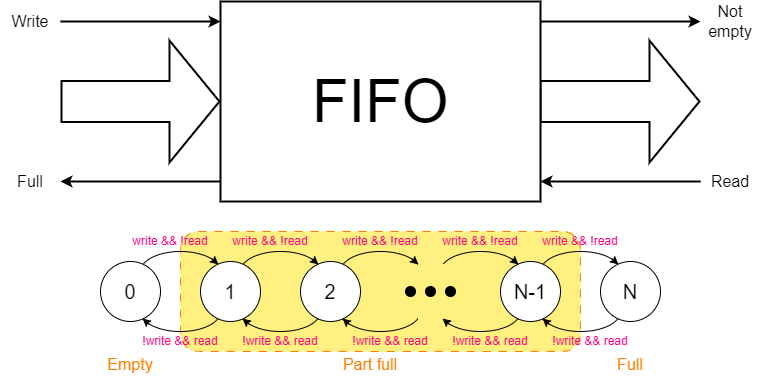 Write
Not
empty
FIFO
Full
Read
write && !read
write && !read
write && !read
write && !read
write && !read
0
1
2
N-1
N
!write && read
!write && read
!write && read
!write && read
!write && read
Empty
Part full
Full